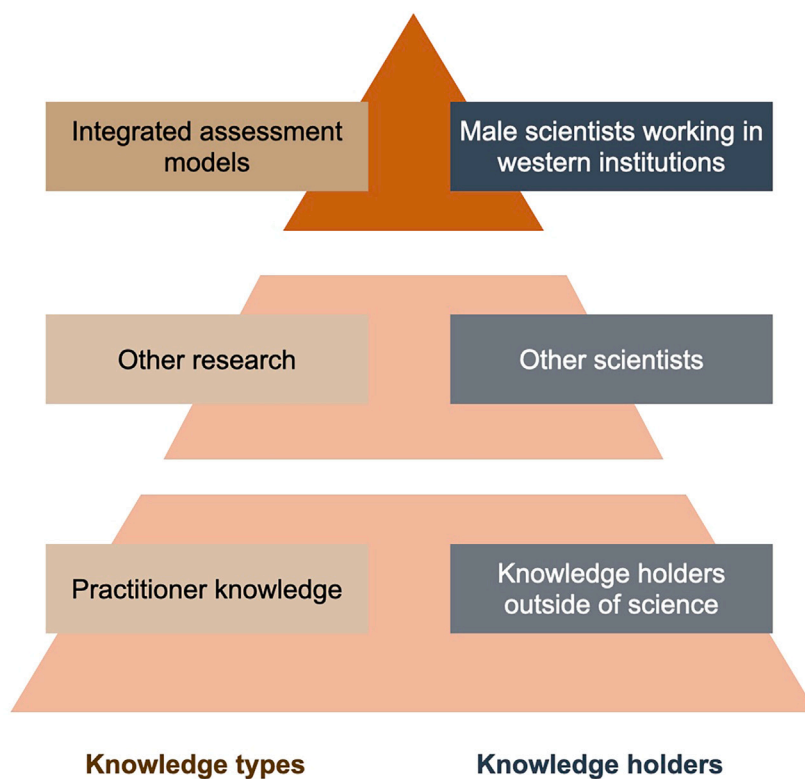 Integrated assessment
models
Male scientists working in
western institutions
Other research
Other scientists
Practitioner knowledge
Knowledge holders
outside of science
Knowledge types
Knowledge holders